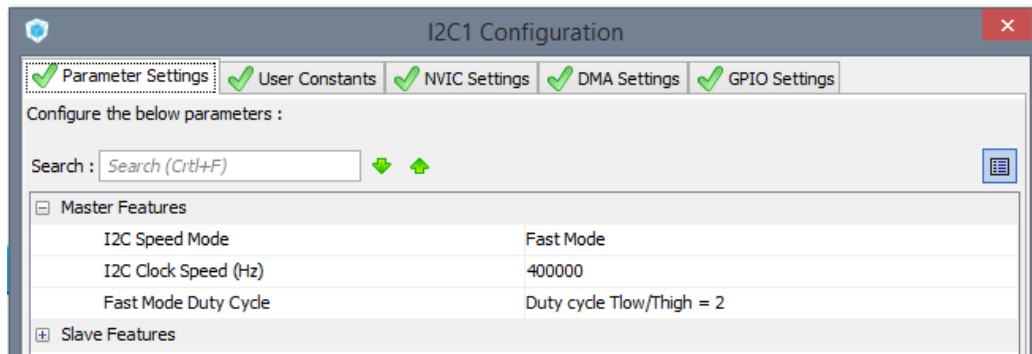 I2C1 Configuration
Parameter Settings User Constants NVIC Settings DMA Settings GPIO Settings
Configure the below parameters :
Search : Search (Crtl+F)
Master Features
I2C Speed Mode Fast Mode
I2C Clock Speed (Hz) 400000
Fast Mode Duty Cycle Duty cycle Tlow/Thigh = 2
Slave Features